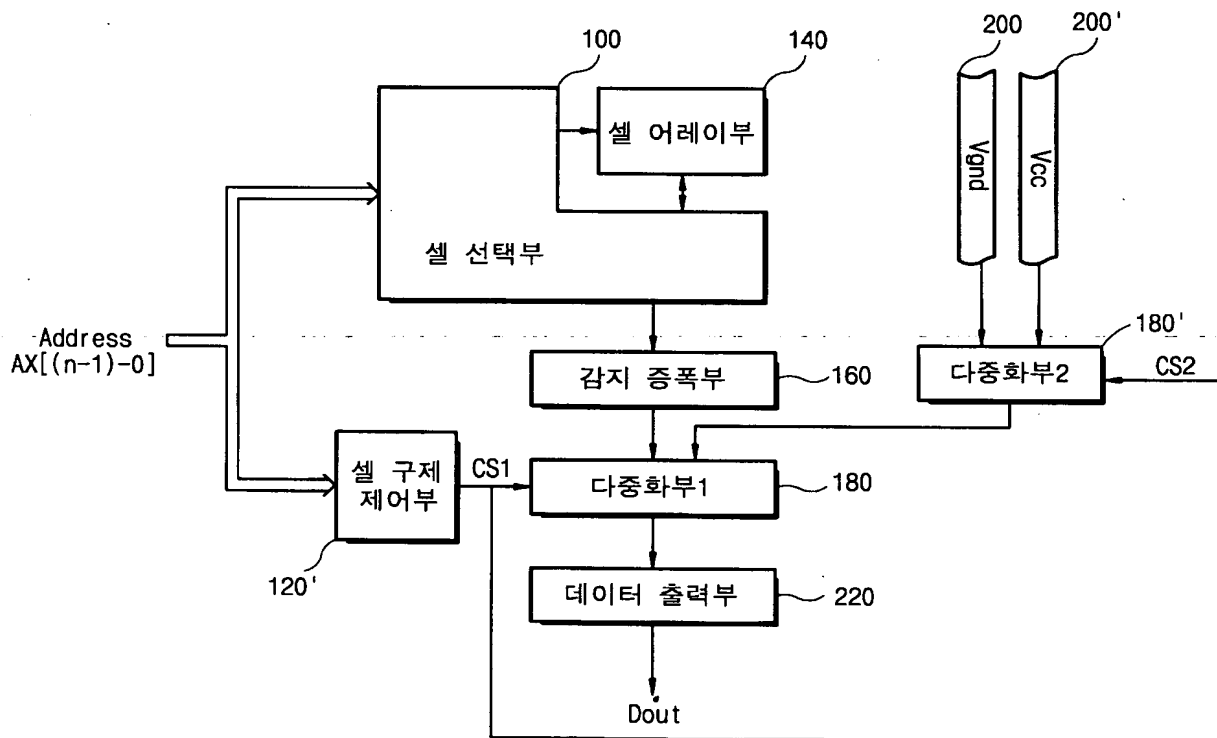 100
140
200
200'
셀 어레이부
Vgnd
Vcc
셀 선택부
Address
AX[(n-1)-0]
180'
감지 증폭부
160
다중화부2
CS2
셀 구제
제어부
CS1
다중화부1
180
120'
데이터 출력부
220
Dout